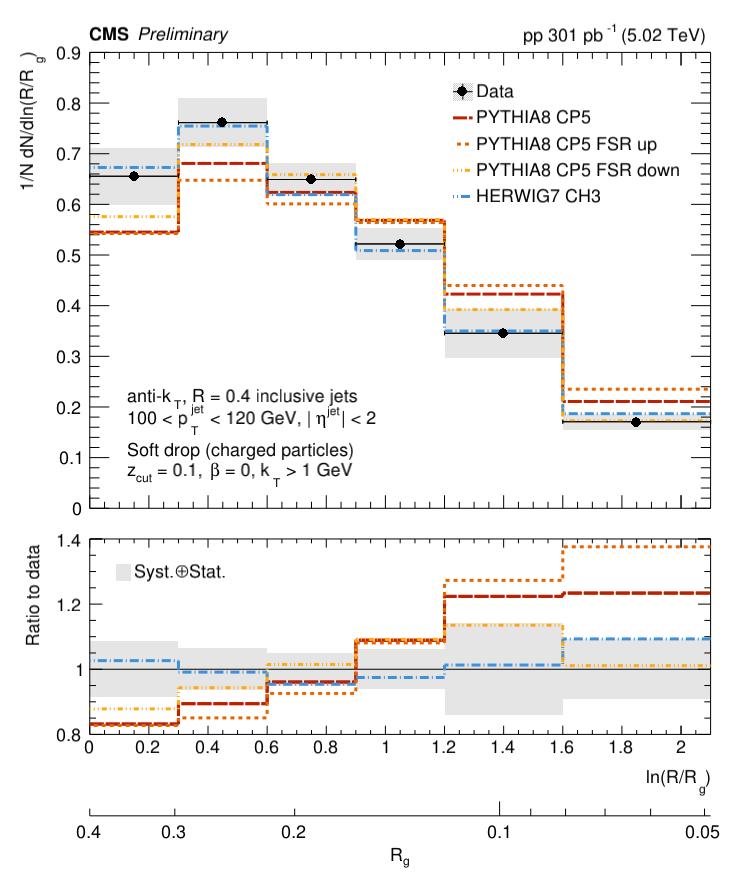 CMS Preliminary pp 301 pb⁻¹ (5.02 TeV)
1/N dN/dln(R/R_g)
0.9
0.8
0.7
0.6
0.5
0.4
0.3
0.2
0.1
0
Data
PYTHIA8 CP5
PYTHIA8 CP5 FSR up
PYTHIA8 CP5 FSR down
HERWIG7 CH3
anti-k_T, R = 0.4 inclusive jets
100 < p_T^jet < 120 GeV, | η^jet| < 2
Soft drop (charged particles)
z_cut = 0.1, β = 0, k_T > 1 GeV
Ratio to data
1.4
1.2
1
0.8
Syst.⊕Stat.
0 0.2 0.4 0.6 0.8 1 1.2 1.4 1.6 1.8 2
ln(R/R_g)
0.4 0.3 0.2 0.1 0.05
R_g